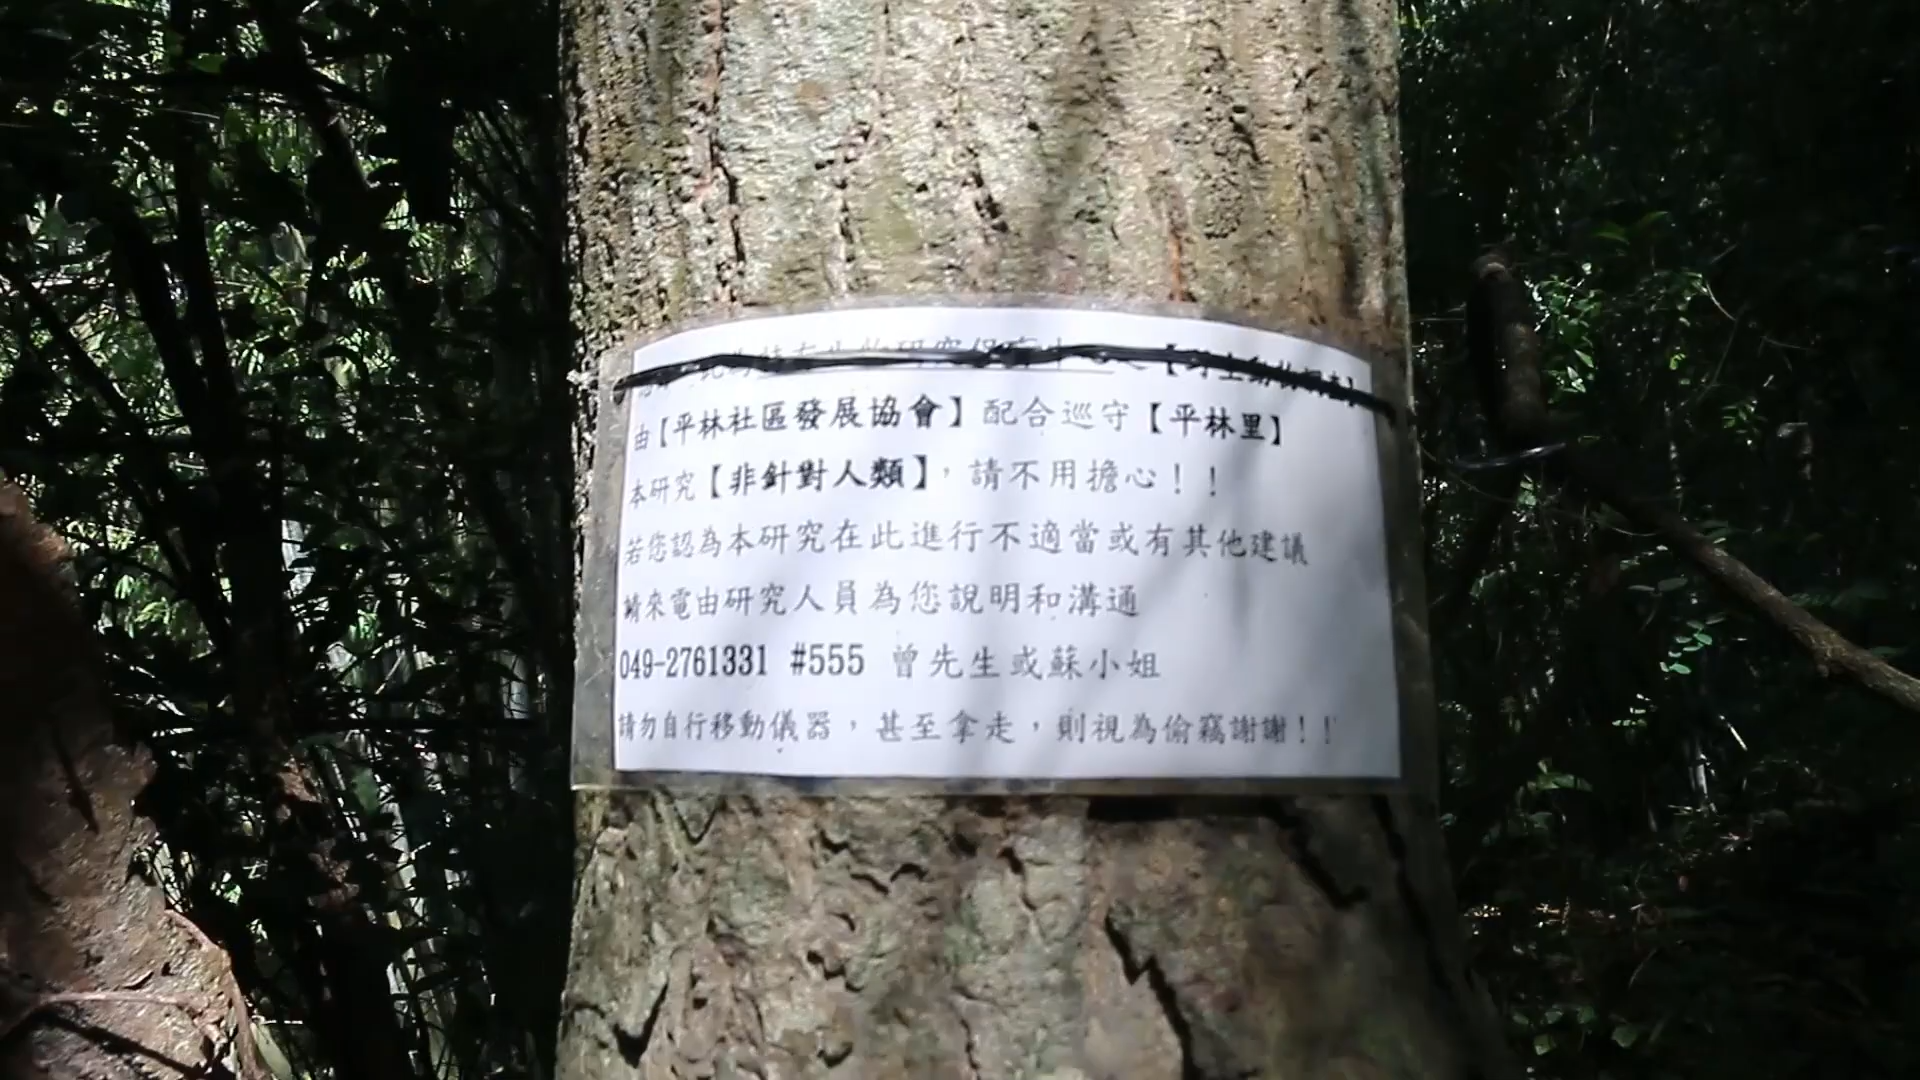 由【平林社區發展協會】配合巡守【平林里】
本研究【非針對人類】，請不用擔心！！
若您認為本研究在此進行不適當或有其他建議
請來電由研究人員為您說明和溝通
049-2761331 #555 曾先生或蘇小姐
請勿自行移動儀器，甚至拿走，則視為偷竊謝謝！！